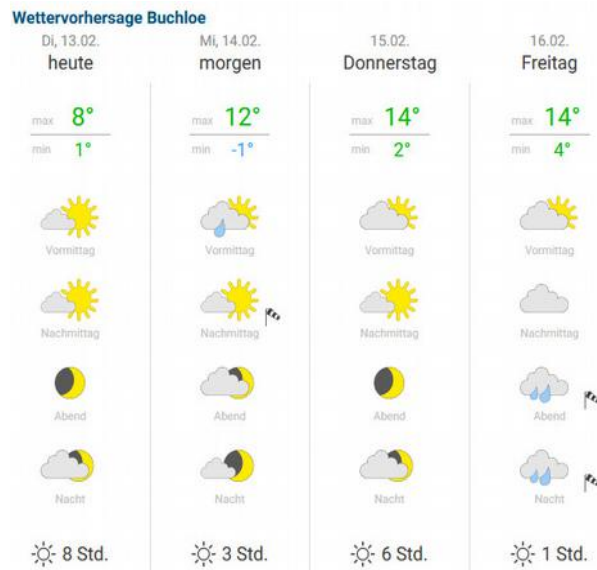 Wettervorhersage Buchloe
Di, 13.02.
heute
max 8°
min 1°
Vormittag
Nachmittag
Abend
Nacht
8 Std.
Mi, 14.02.
morgen
max 12°
min -1°
Vormittag
Nachmittag
Abend
Nacht
3 Std.
15.02.
Donnerstag
max 14°
min 2°
Vormittag
Nachmittag
Abend
Nacht
6 Std.
16.02.
Freitag
max 14°
min 4°
Vormittag
Nachmittag
Abend
Nacht
1 Std.